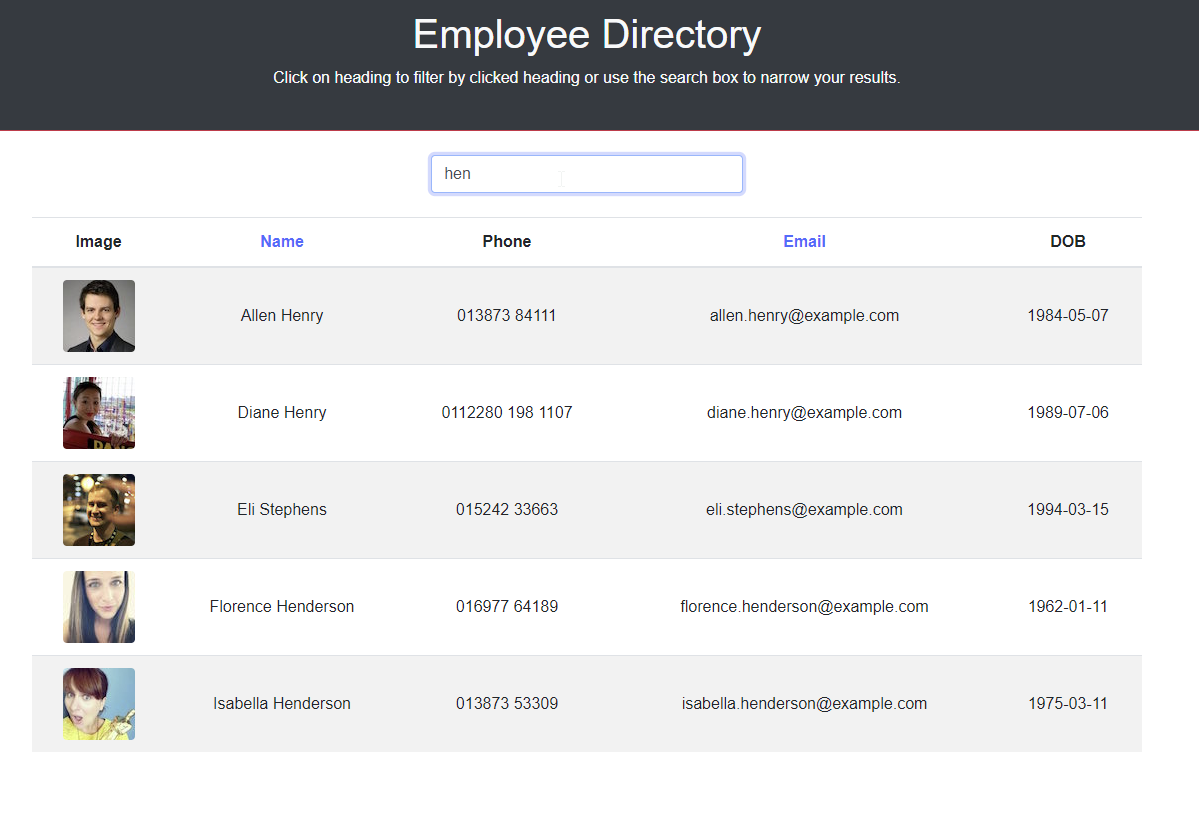 Employee Directory
Click on heading to filter by clicked heading or use the search box to narrow your results.
hen
Image Name Phone Email DOB
Allen Henry 013873 84111 allen.henry@example.com 1984-05-07
Diane Henry 0112280 198 1107 diane.henry@example.com 1989-07-06
Eli Stephens 015242 33663 eli.stephens@example.com 1994-03-15
Florence Henderson 016977 64189 florence.henderson@example.com 1962-01-11
Isabella Henderson 013873 53309 isabella.henderson@example.com 1975-03-11